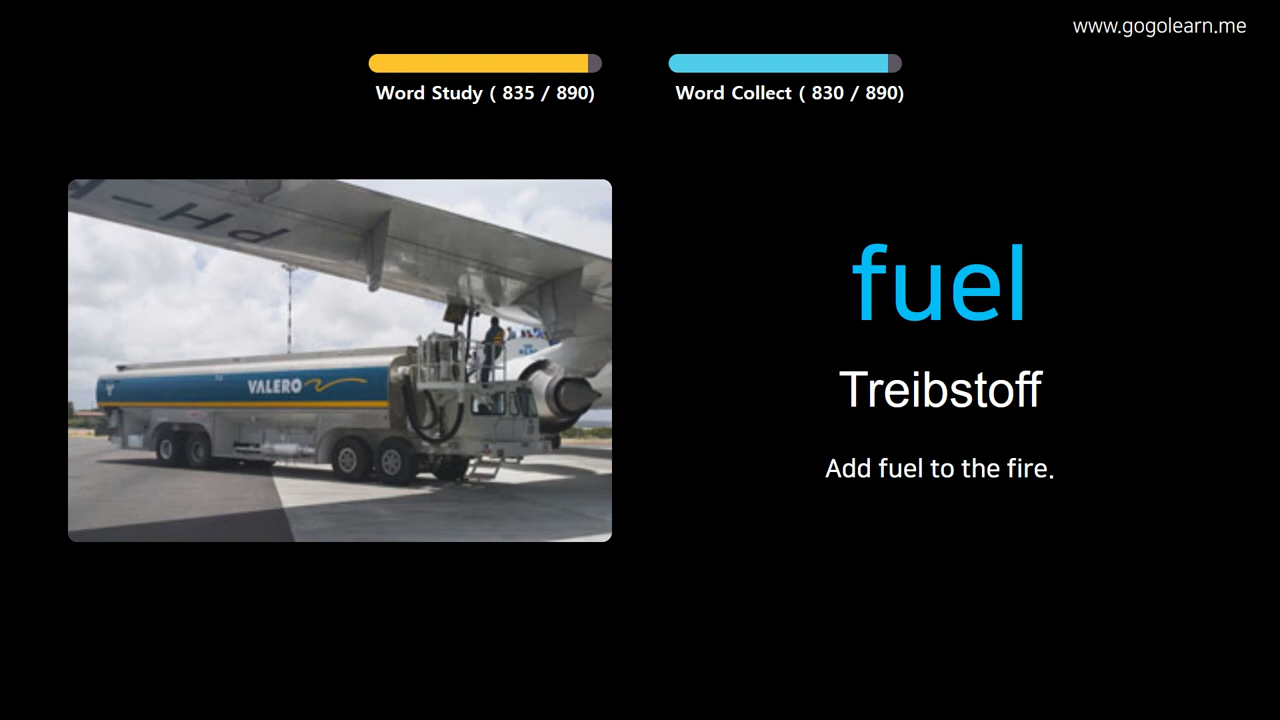 www.gogolearn.me
Word Study ( 835 / 890)
Word Collect ( 830 / 890)
PH-
VALERO
fuel
Treibstoff
Add fuel to the fire.